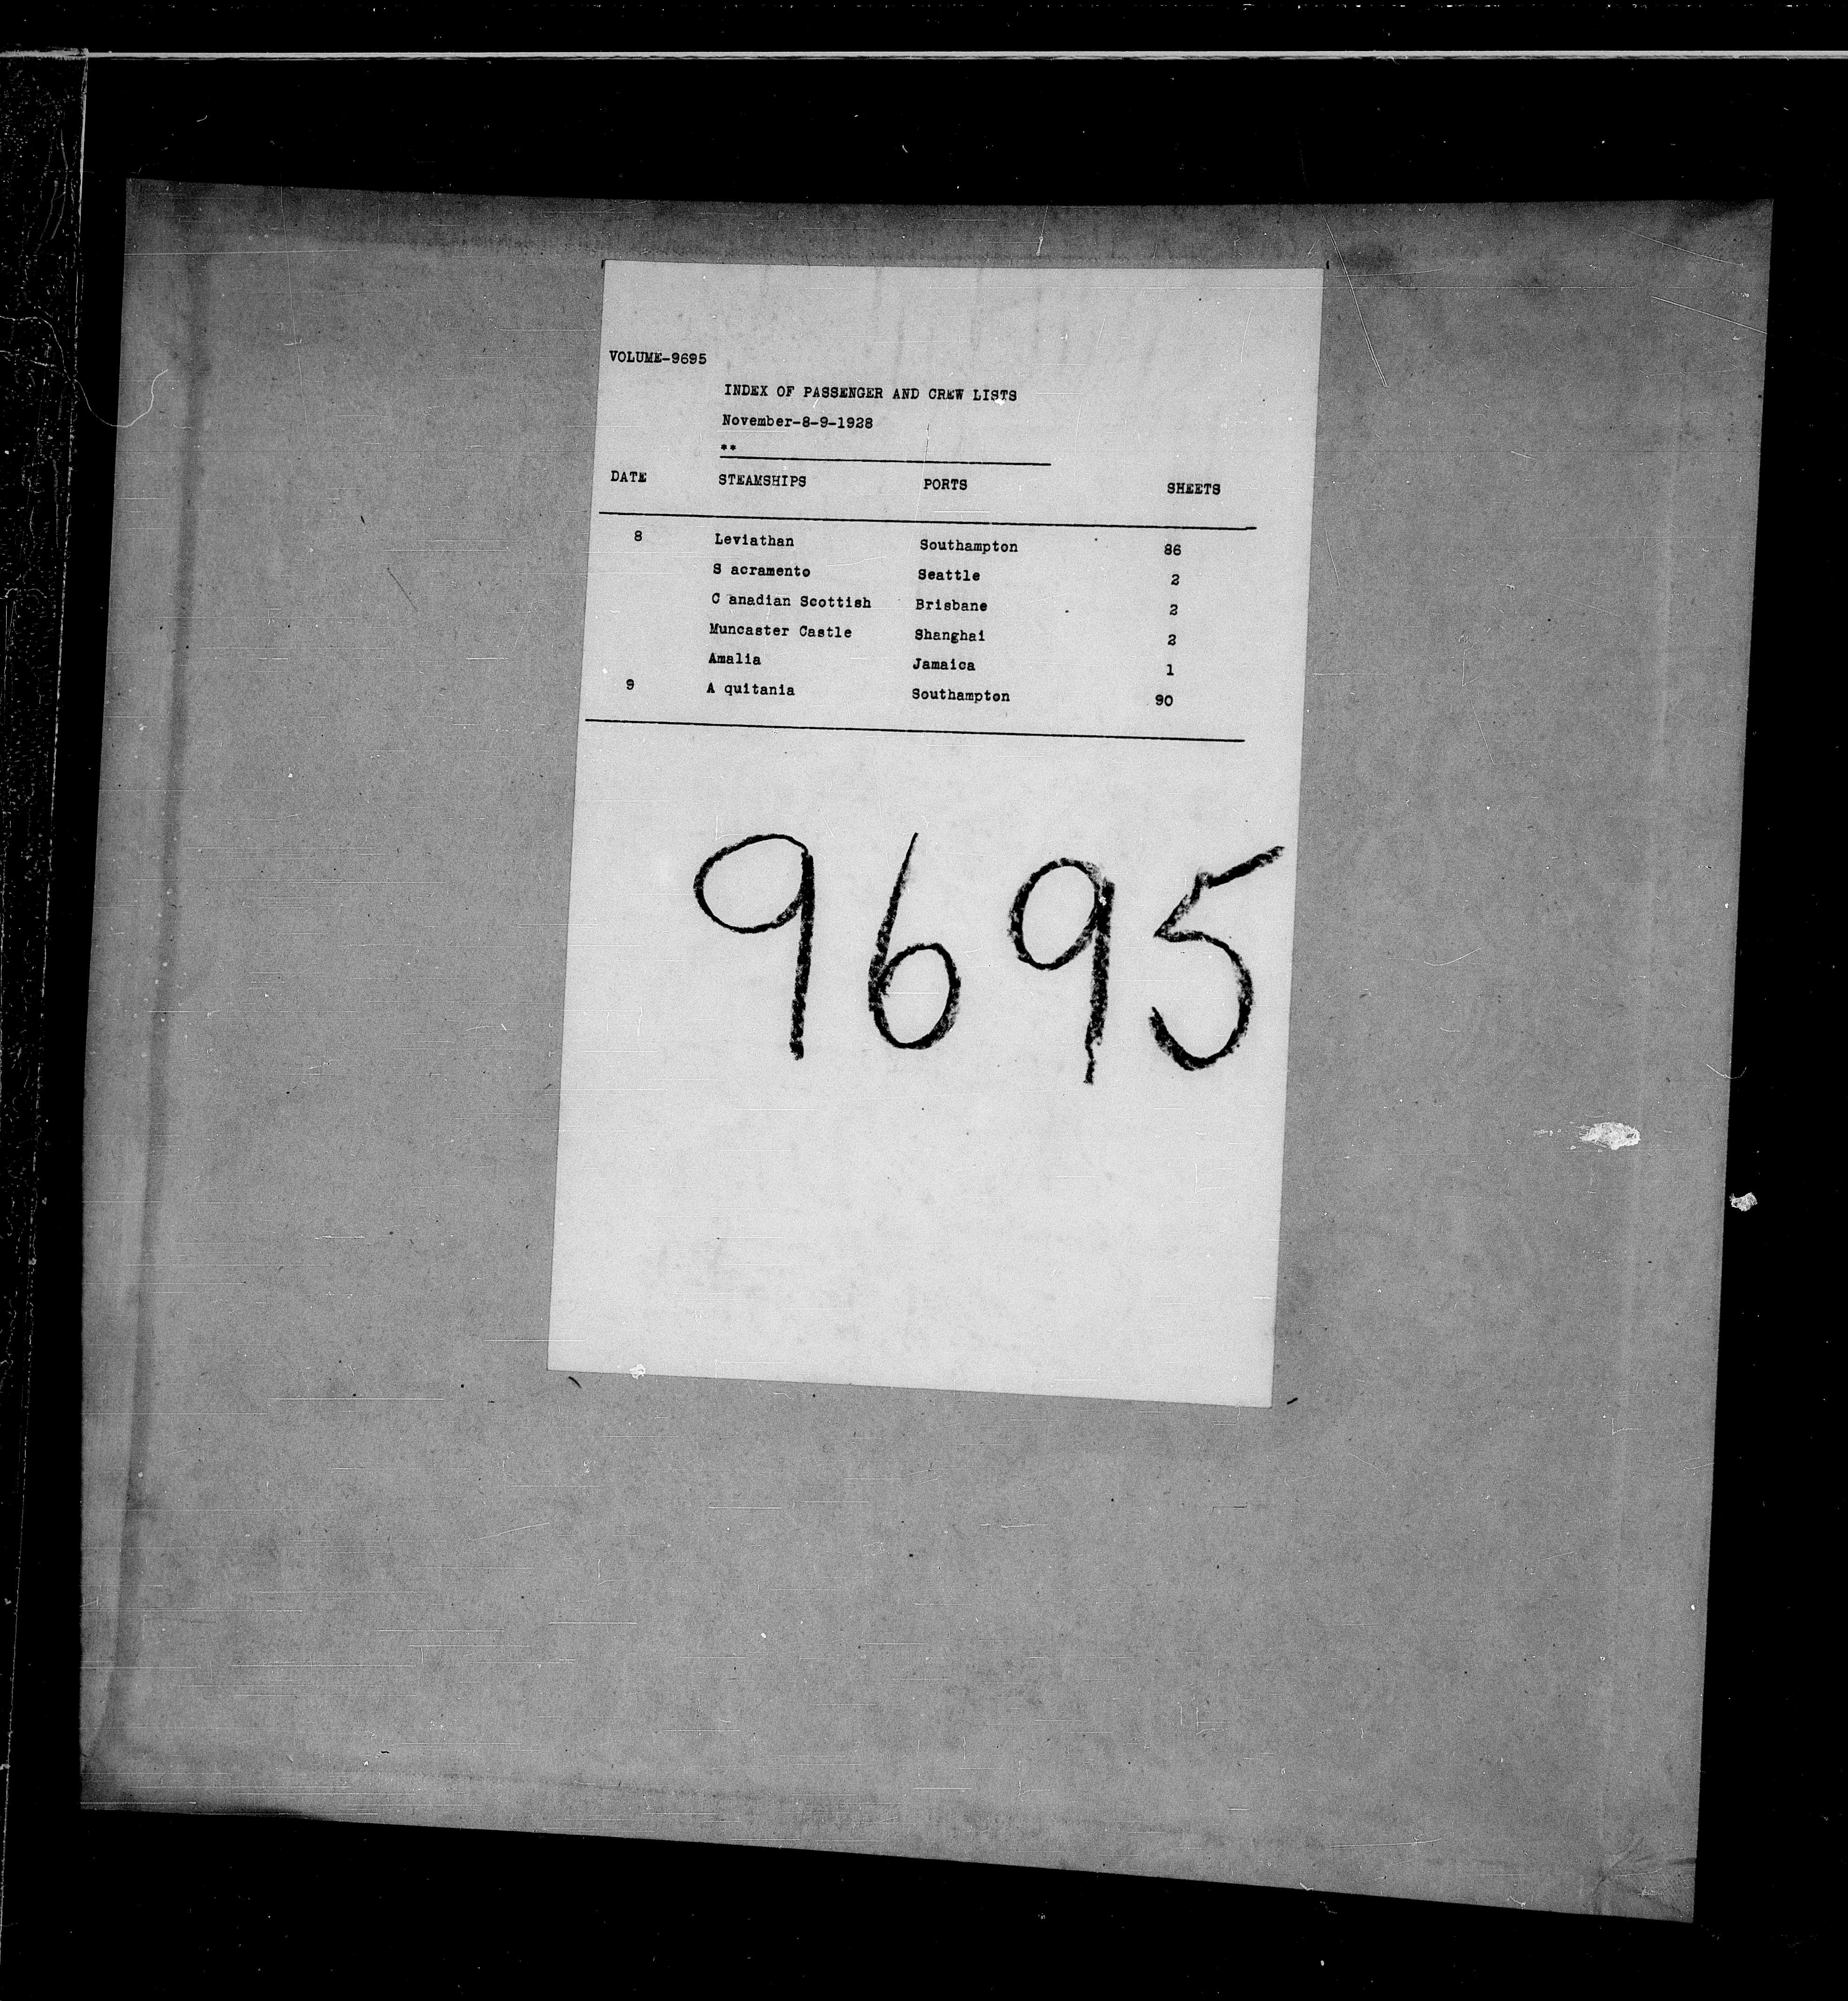 VOLUME-9695
INDEX OF PASSENGER AND CREW LISTS
November-8-9-1928
**
DATE STEAMSHIPS PORTS SHEETS
8 Leviathan Southampton 86
S acramento Seattle 2
C anadian Scottish Brisbane 2
Muncaster Castle Shanghai 2
Amalia Jamaica 1
9 A quitania Southampton 90
9695